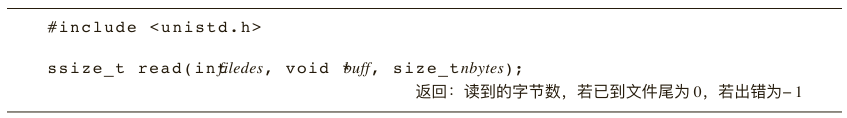 #include <unistd.h>
ssize_t read(int filedes, void *buff, size_t nbytes);
返回：读到的字节数，若已到文件尾为 0，若出错为– 1